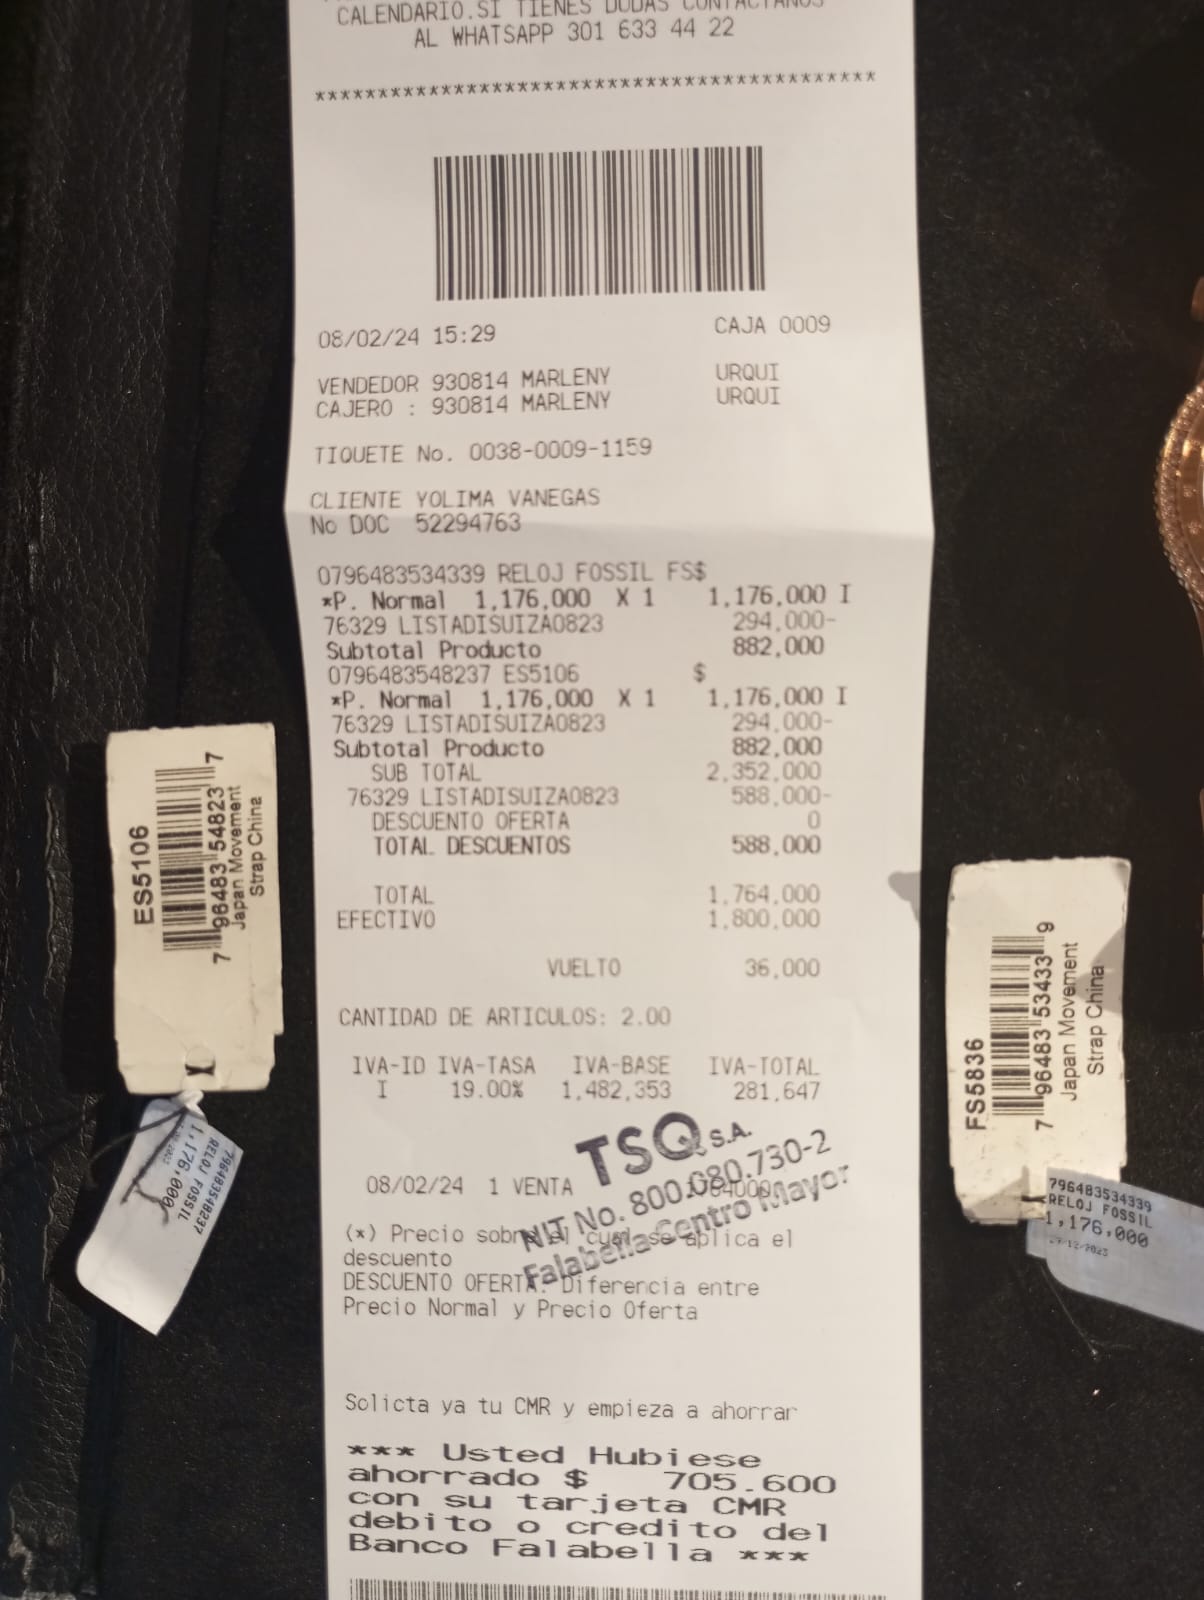 CALENDARIO.SI TIENES DUDAS CONTACTANOS
AL WHATSAPP 301 633 44 22
********************************************
08/02/24 15:29 CAJA 0009
VENDEDOR 930814 MARLENY URQUI
CAJERO : 930814 MARLENY URQUI
TIQUETE No. 0038-0009-1159
CLIENTE YOLIMA VANEGAS
No DOC 52294763
0796483534339 RELOJ FOSSIL FS$
*P. Normal 1,176,000 X 1 1,176,000 I
76329 LISTADISUIZA0823 294,000-
Subtotal Producto 882,000
0796483548237 ES5106 $
*P. Normal 1,176,000 X 1 1,176,000 I
76329 LISTADISUIZA0823 294,000-
Subtotal Producto 882,000
SUB TOTAL 2,352,000
76329 LISTADISUIZA0823 588,000-
DESCUENTO OFERTA 0
TOTAL DESCUENTOS 588,000
TOTAL 1,764,000
EFECTIVO 1,800,000
VUELTO 36,000
CANTIDAD DE ARTICULOS: 2.00
IVA-ID IVA-TASA IVA-BASE IVA-TOTAL
I 19.00% 1,482,353 281,647
TSQ S.A.
NIT No. 800.080.730-2
Falabella Centro Mayor
08/02/24 1 VENTA
(*) Precio sobre el cual se aplica el
descuento
DESCUENTO OFERTA: Diferencia entre
Precio Normal y Precio Oferta
Solicta ya tu CMR y empieza a ahorrar
*** Usted Hubiese
ahorrado $ 705.600
con su tarjeta CMR
debito o credito del
Banco Falabella ***
ES5106
7 96483 54823 7
Japan Movement
Strap China
796483548237
RELOJ FOSSIL
1,176,000
FS5836
7 96483 53433 9
Japan Movement
Strap China
796483534339
RELOJ FOSSIL
1,176,000